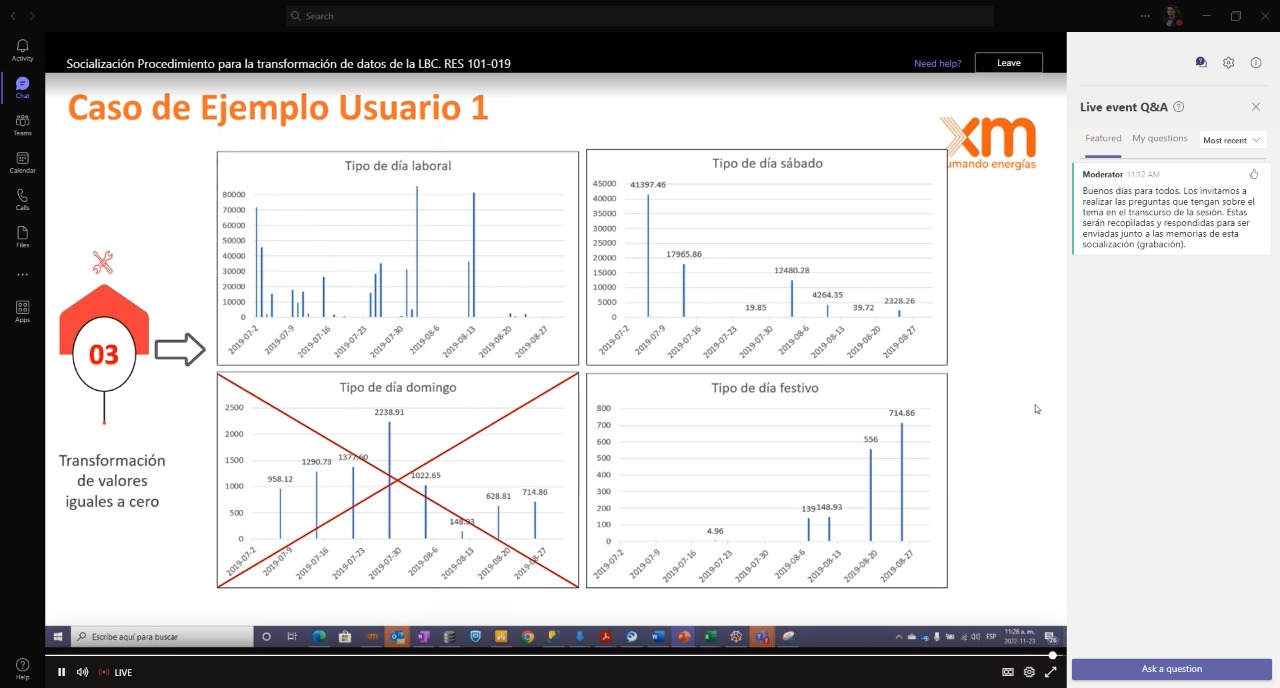 Search
Activity
Chat
Teams
Calendar
Calls
Files
Apps
Help
Socialización Procedimiento para la transformación de datos de la LBC. RES 101-019
Need help?
Leave
Caso de Ejemplo Usuario 1
xm
umando energías
03
Transformación
de valores
iguales a cero
Tipo de día laboral
80000
70000
60000
50000
40000
30000
20000
10000
0
2019-07-2
2019-07-9
2019-07-16
2019-07-23
2019-07-30
2019-08-6
2019-08-13
2019-08-20
2019-08-27
Tipo de día sábado
45000
40000
35000
30000
25000
20000
15000
10000
5000
0
41397.46
17965.86
19.85
12480.28
4264.35
39.72
2328.26
2019-07-2
2019-07-9
2019-07-16
2019-07-23
2019-07-30
2019-08-6
2019-08-13
2019-08-20
2019-08-27
Tipo de día domingo
2500
2000
1500
1000
500
0
958.12
1290.73
1377.60
2238.91
1022.65
148.93
628.81
714.86
2019-07-2
2019-07-9
2019-07-16
2019-07-23
2019-07-30
2019-08-6
2019-08-13
2019-08-20
2019-08-27
Tipo de día festivo
800
700
600
500
400
300
200
100
0
4.96
139
148.93
556
714.86
2019-07-2
2019-07-9
2019-07-16
2019-07-23
2019-07-30
2019-08-6
2019-08-13
2019-08-20
2019-08-27
Escribe aquí para buscar
ESP
11:26 a. m.
2022-11-23
LIVE
Live event Q&A
Featured
My questions
Most recent
Moderator 11:12 AM
Buenos días para todos. Los invitamos a
realizar las preguntas que tengan sobre el
tema en el transcurso de la sesión. Estas
serán recopiladas y respondidas para ser
enviadas junto a las memorias de esta
socialización (grabación).
Ask a question